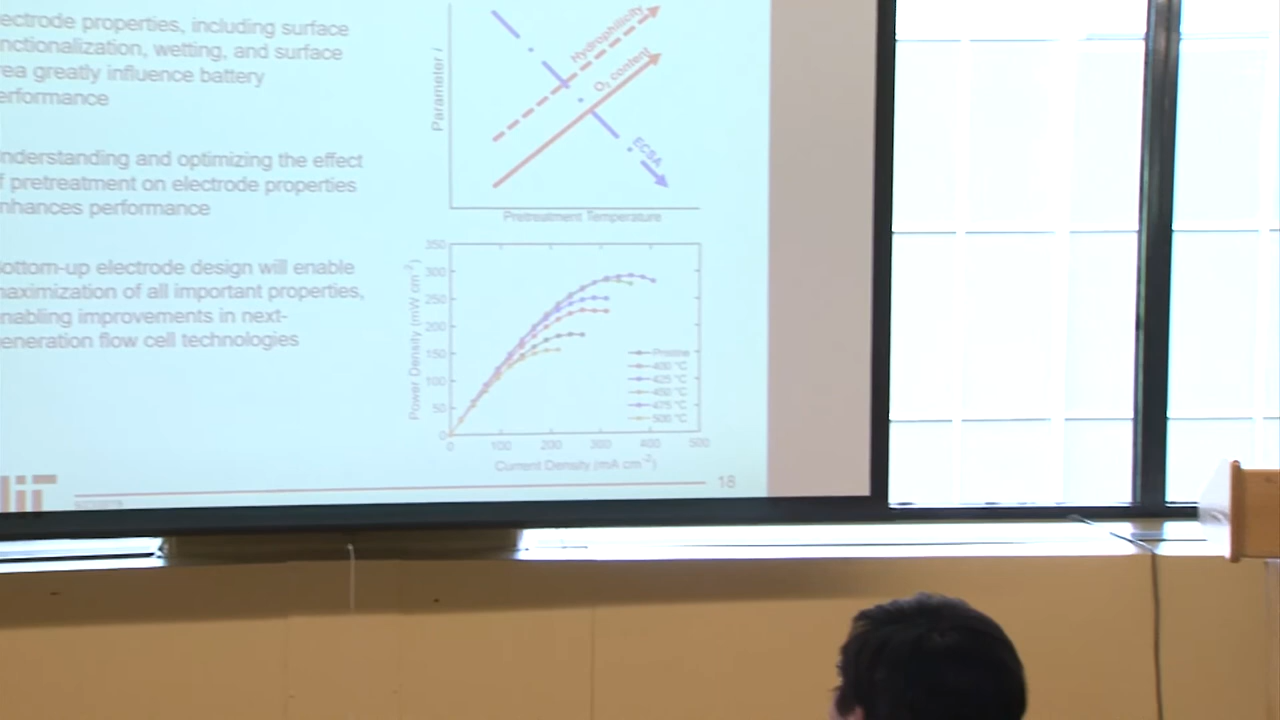 ectrode properties, including surface
nctionalization, wetting, and surface
rea greatly influence battery
erformance
nderstanding and optimizing the effect
f pretreatment on electrode properties
nhances performance
ottom-up electrode design will enable
naximization of all important properties,
nabling improvements in next-
eneration flow cell technologies
Parameter i
Hydrophilicity
O₂ content
ECSA
Pretreatment Temperature
Power Density (mW cm⁻²)
350
300
250
200
150
100
50
0
Pristine
400 °C
425 °C
450 °C
475 °C
500 °C
0 100 200 300 400 500
Current Density (mA cm⁻²)
18